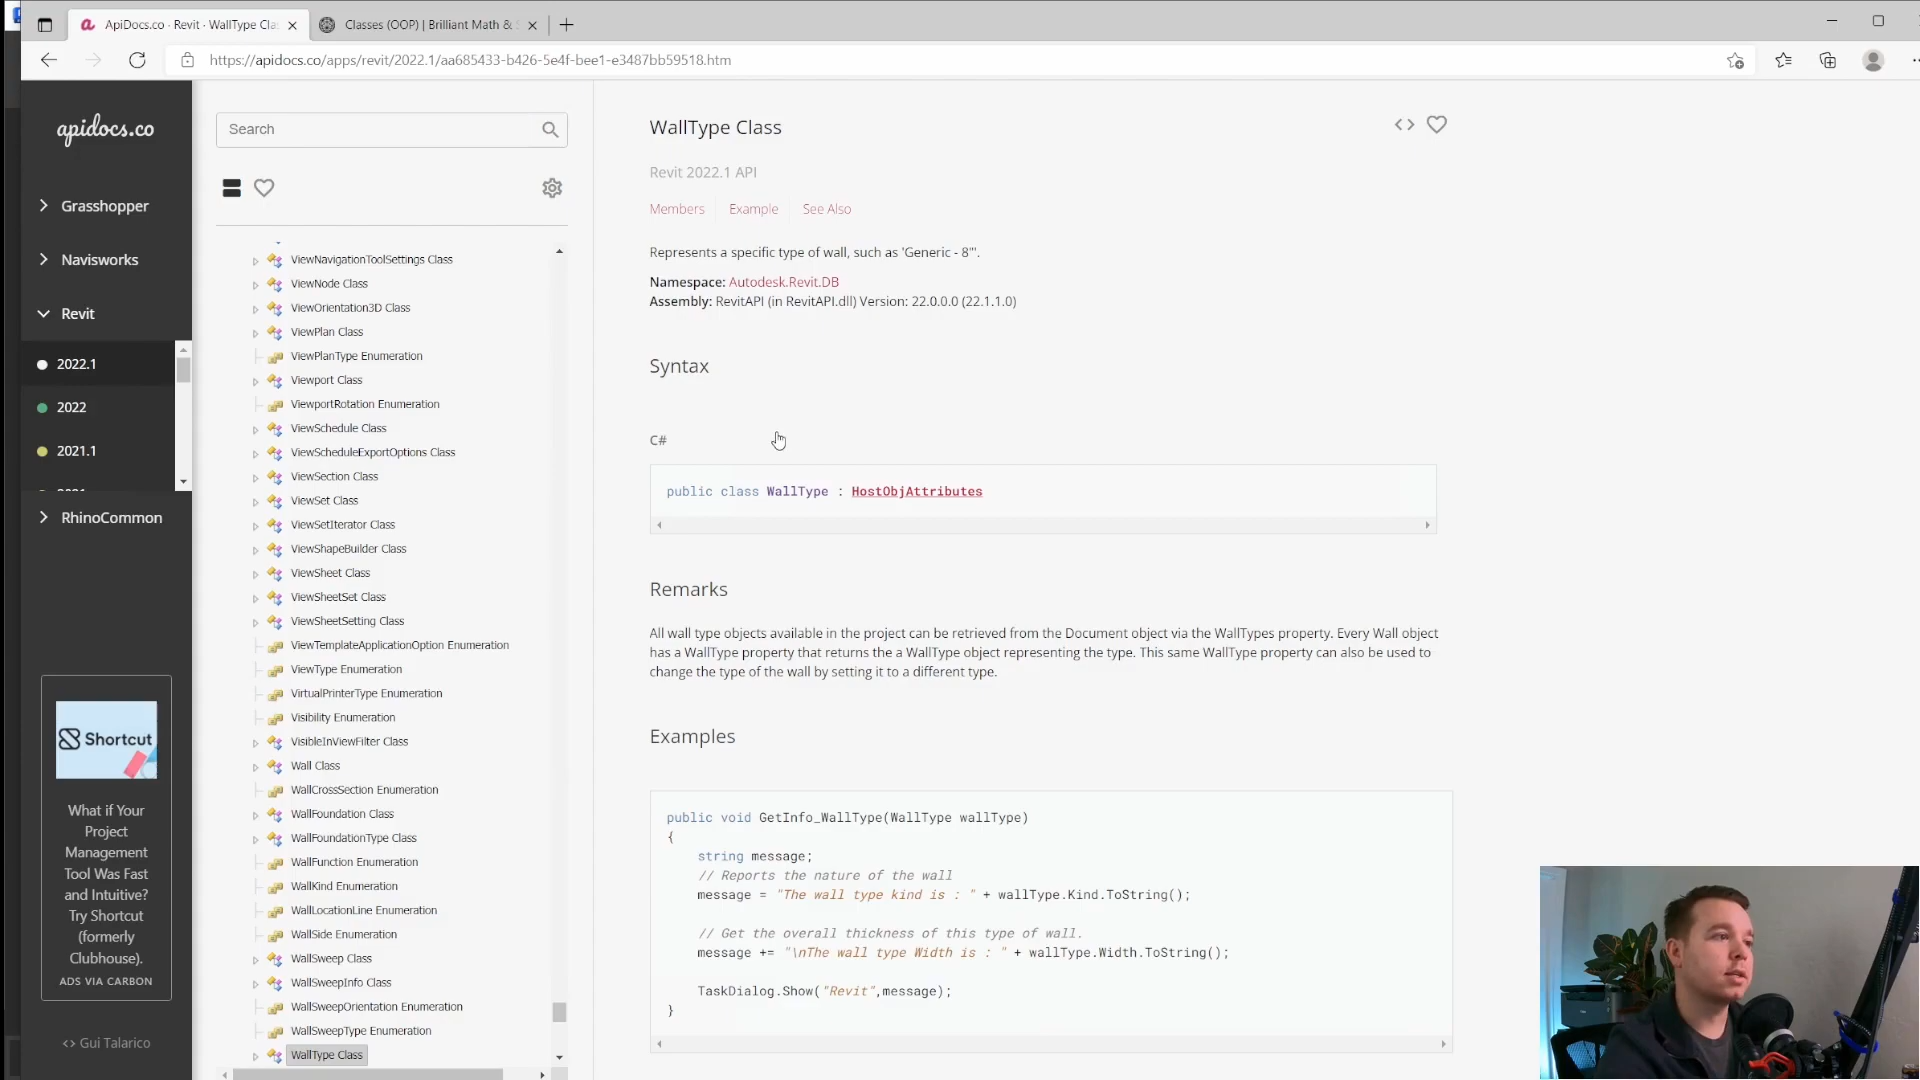 ApiDocs.co · Revit · WallType Cla
Classes (OOP) | Brilliant Math &
https://apidocs.co/apps/revit/2022.1/aa685433-b426-5e4f-bee1-e3487bb59518.htm
apidocs.co
Grasshopper
Navisworks
Revit
2022.1
2022
2021.1
RhinoCommon
Shortcut
What if Your
Project
Management
Tool Was Fast
and Intuitive?
Try Shortcut
(formerly
Clubhouse).
ADS VIA CARBON
<> Gui Talarico
Search
ViewNavigationToolSettings Class
ViewNode Class
ViewOrientation3D Class
ViewPlan Class
ViewPlanType Enumeration
Viewport Class
ViewportRotation Enumeration
ViewSchedule Class
ViewScheduleExportOptions Class
ViewSection Class
ViewSet Class
ViewSetIterator Class
ViewShapeBuilder Class
ViewSheet Class
ViewSheetSet Class
ViewSheetSetting Class
ViewTemplateApplicationOption Enumeration
ViewType Enumeration
VirtualPrinterType Enumeration
Visibility Enumeration
VisibleInViewFilter Class
Wall Class
WallCrossSection Enumeration
WallFoundation Class
WallFoundationType Class
WallFunction Enumeration
WallKind Enumeration
WallLocationLine Enumeration
WallSide Enumeration
WallSweep Class
WallSweepInfo Class
WallSweepOrientation Enumeration
WallSweepType Enumeration
WallType Class
WallType Class
Revit 2022.1 API
Members Example See Also
Represents a specific type of wall, such as 'Generic - 8"'.
Namespace: Autodesk.Revit.DB
Assembly: RevitAPI (in RevitAPI.dll) Version: 22.0.0.0 (22.1.1.0)
Syntax
C#
public class WallType : HostObjAttributes
Remarks
All wall type objects available in the project can be retrieved from the Document object via the WallTypes property. Every Wall object
has a WallType property that returns the a WallType object representing the type. This same WallType property can also be used to
change the type of the wall by setting it to a different type.
Examples
public void GetInfo_WallType(WallType wallType)
{
string message;
// Reports the nature of the wall
message = "The wall type kind is : " + wallType.Kind.ToString();
// Get the overall thickness of this type of wall.
message += "\nThe wall type Width is : " + wallType.Width.ToString();
TaskDialog.Show("Revit",message);
}